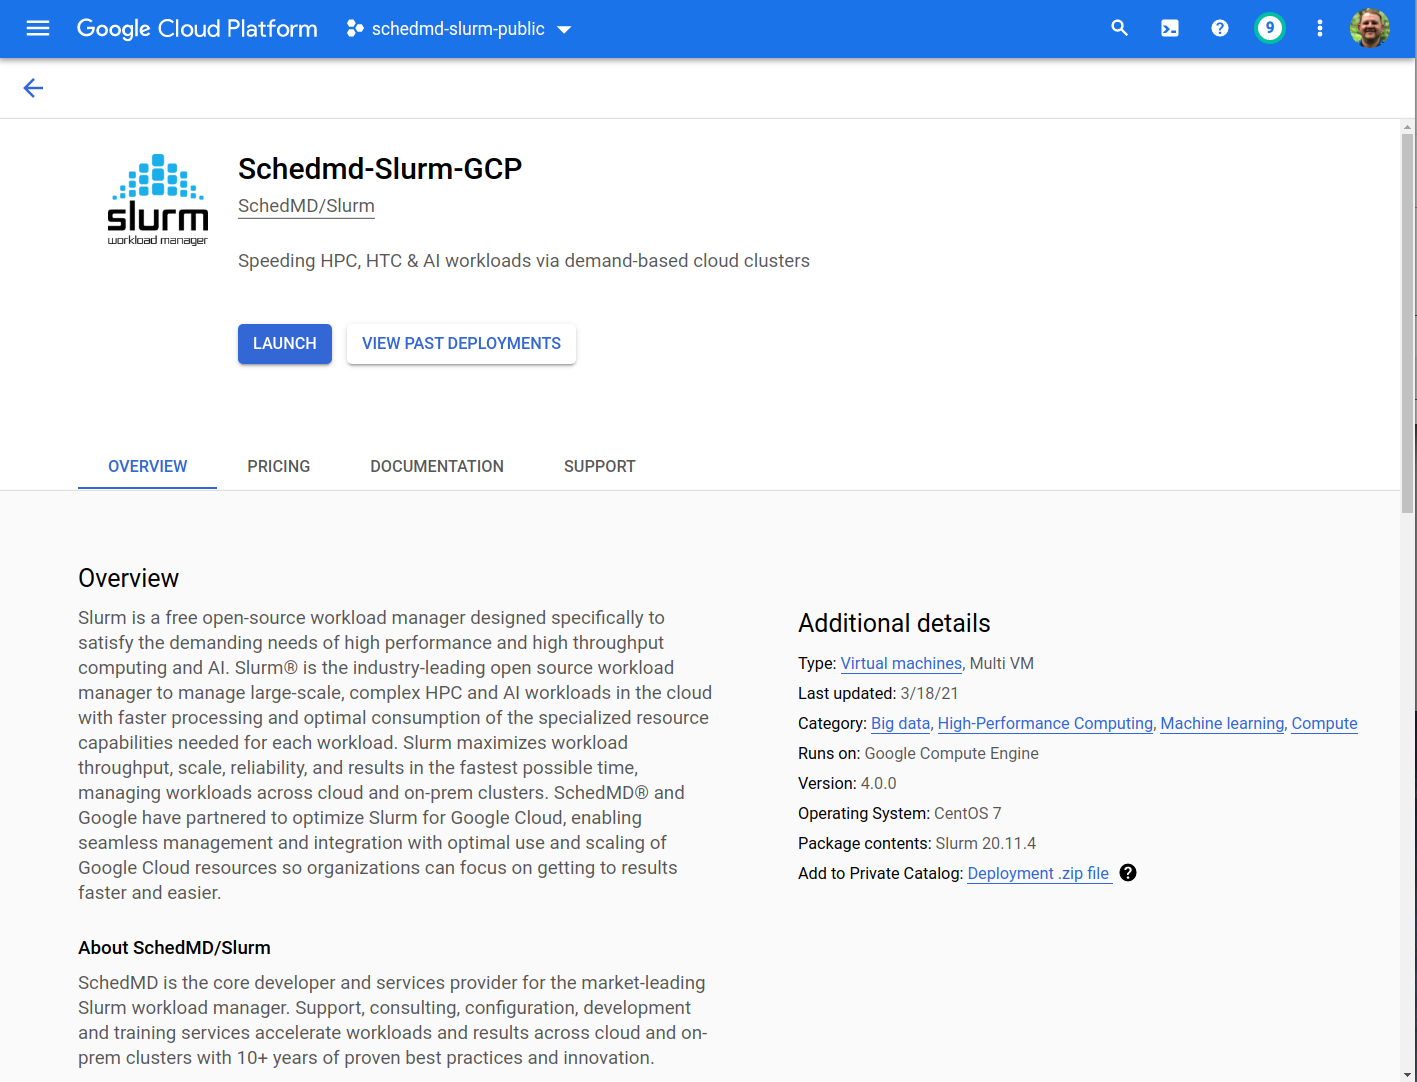 Google Cloud Platform
schedmd-slurm-public
9
slurm
workload manager
Schedmd-Slurm-GCP
SchedMD/Slurm
Speeding HPC, HTC & AI workloads via demand-based cloud clusters
LAUNCH
VIEW PAST DEPLOYMENTS
OVERVIEW
PRICING
DOCUMENTATION
SUPPORT
Overview
Slurm is a free open-source workload manager designed specifically to
satisfy the demanding needs of high performance and high throughput
computing and AI. Slurm® is the industry-leading open source workload
manager to manage large-scale, complex HPC and AI workloads in the cloud
with faster processing and optimal consumption of the specialized resource
capabilities needed for each workload. Slurm maximizes workload
throughput, scale, reliability, and results in the fastest possible time,
managing workloads across cloud and on-prem clusters. SchedMD® and
Google have partnered to optimize Slurm for Google Cloud, enabling
seamless management and integration with optimal use and scaling of
Google Cloud resources so organizations can focus on getting to results
faster and easier.
About SchedMD/Slurm
SchedMD is the core developer and services provider for the market-leading
Slurm workload manager. Support, consulting, configuration, development
and training services accelerate workloads and results across cloud and on-
prem clusters with 10+ years of proven best practices and innovation.
Additional details
Type: Virtual machines, Multi VM
Last updated: 3/18/21
Category: Big data, High-Performance Computing, Machine learning, Compute
Runs on: Google Compute Engine
Version: 4.0.0
Operating System: CentOS 7
Package contents: Slurm 20.11.4
Add to Private Catalog: Deployment .zip file